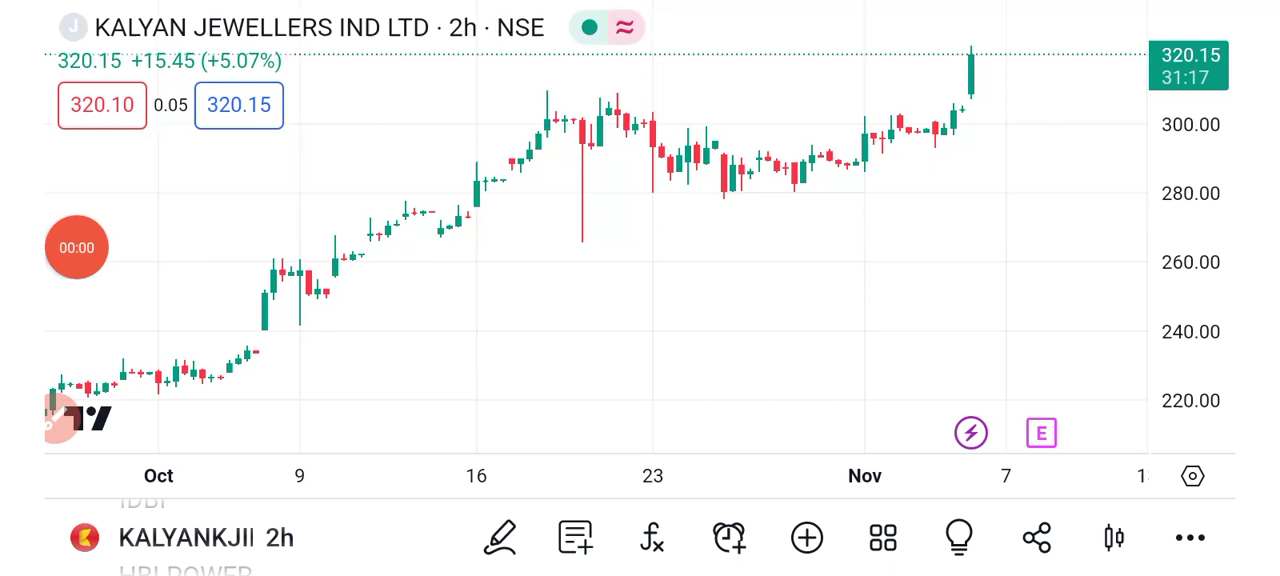 J KALYAN JEWELLERS IND LTD · 2h · NSE
320.15 +15.45 (+5.07%)
320.10 0.05 320.15
320.15
31:17
300.00
280.00
260.00
240.00
220.00
00:00
E
Oct 9 16 23 Nov 7
IDBI
KALYANKJIL 2h